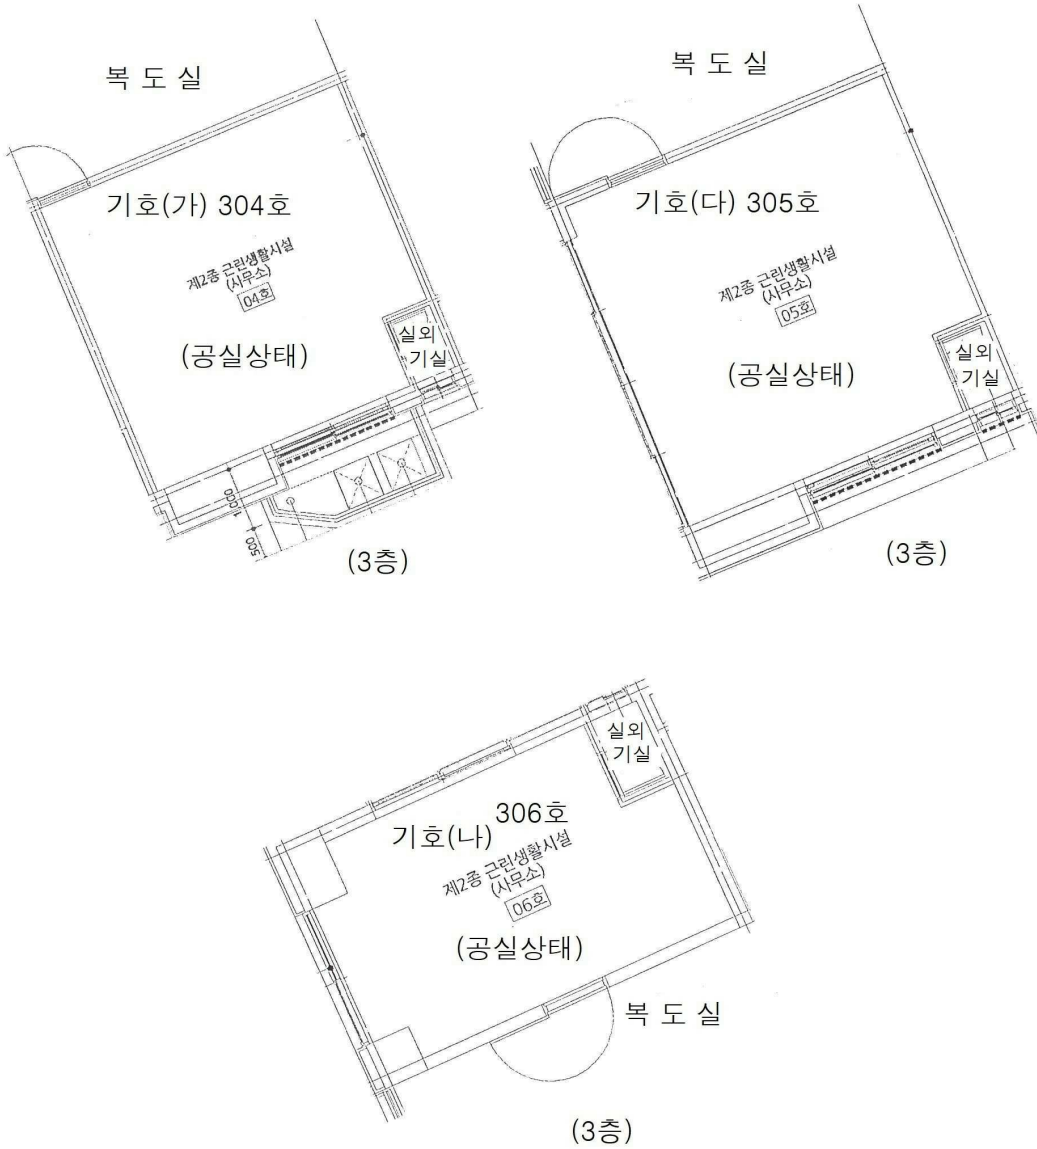 복 도 실
기호(가) 304호
제2종 근린생활시설
(사무소)
04호
(공실상태)
실외
기실
1,000
500
(3층)
복 도 실
기호(다) 305호
제2종 근린생활시설
(사무소)
05호
(공실상태)
실외
기실
(3층)
실외
기실
306호
기호(나)
제2종 근린생활시설
(사무소)
06호
(공실상태)
복 도 실
(3층)